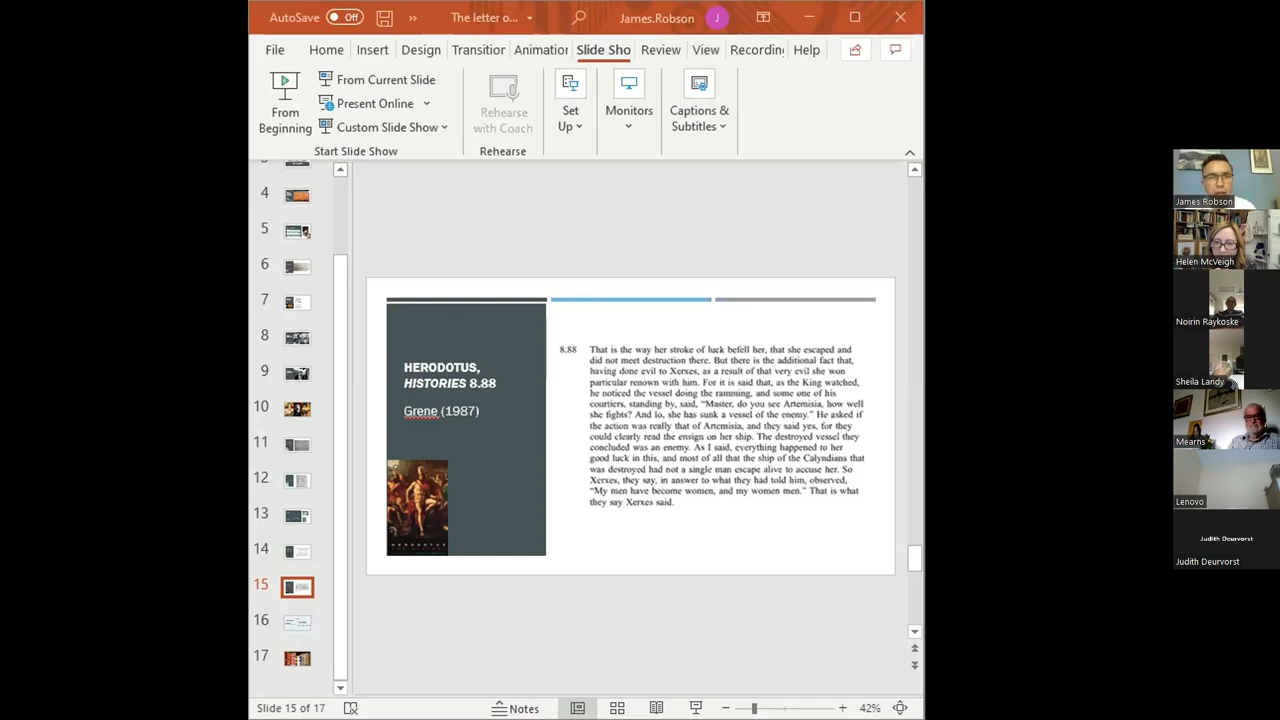 AutoSave Off The letter o... James.Robson J
File Home Insert Design Transition Animation Slide Sho Review View Recording Help
From Beginning
From Current Slide
Present Online
Custom Slide Show
Start Slide Show
Rehearse with Coach
Rehearse
Set Up
Monitors
Captions & Subtitles
4
5
6
7
8
9
10
11
12
13
14
15
16
17
HERODOTUS,
HISTORIES 8.88
Grene (1987)
8.88 That is the way her stroke of luck befell her, that she escaped and
did not meet destruction there. But there is the additional fact that,
having done evil to Xerxes, as a result of that very evil she won
particular renown with him. For it is said that, as the King watched,
he noticed the vessel doing the ramming, and some one of his
courtiers, standing by, said, “Master, do you see Artemisia, how well
she fights? And lo, she has sunk a vessel of the enemy.” He asked if
the action was really that of Artemisia, and they said yes, for they
could clearly read the ensign on her ship. The destroyed vessel they
concluded was an enemy. As I said, everything happened to her
good luck in this, and most of all that the ship of the Calyndians that
was destroyed had not a single man escape alive to accuse her. So
Xerxes, they say, in answer to what they had told him, observed,
“My men have become women, and my women men.” That is what
they say Xerxes said.
Slide 15 of 17 Notes 42%
James Robson
Helen McVeigh
Noirin Raykoske
Sheila Landy
Mearns
Lenovo
Judith Deurvorst
Judith Deurvorst